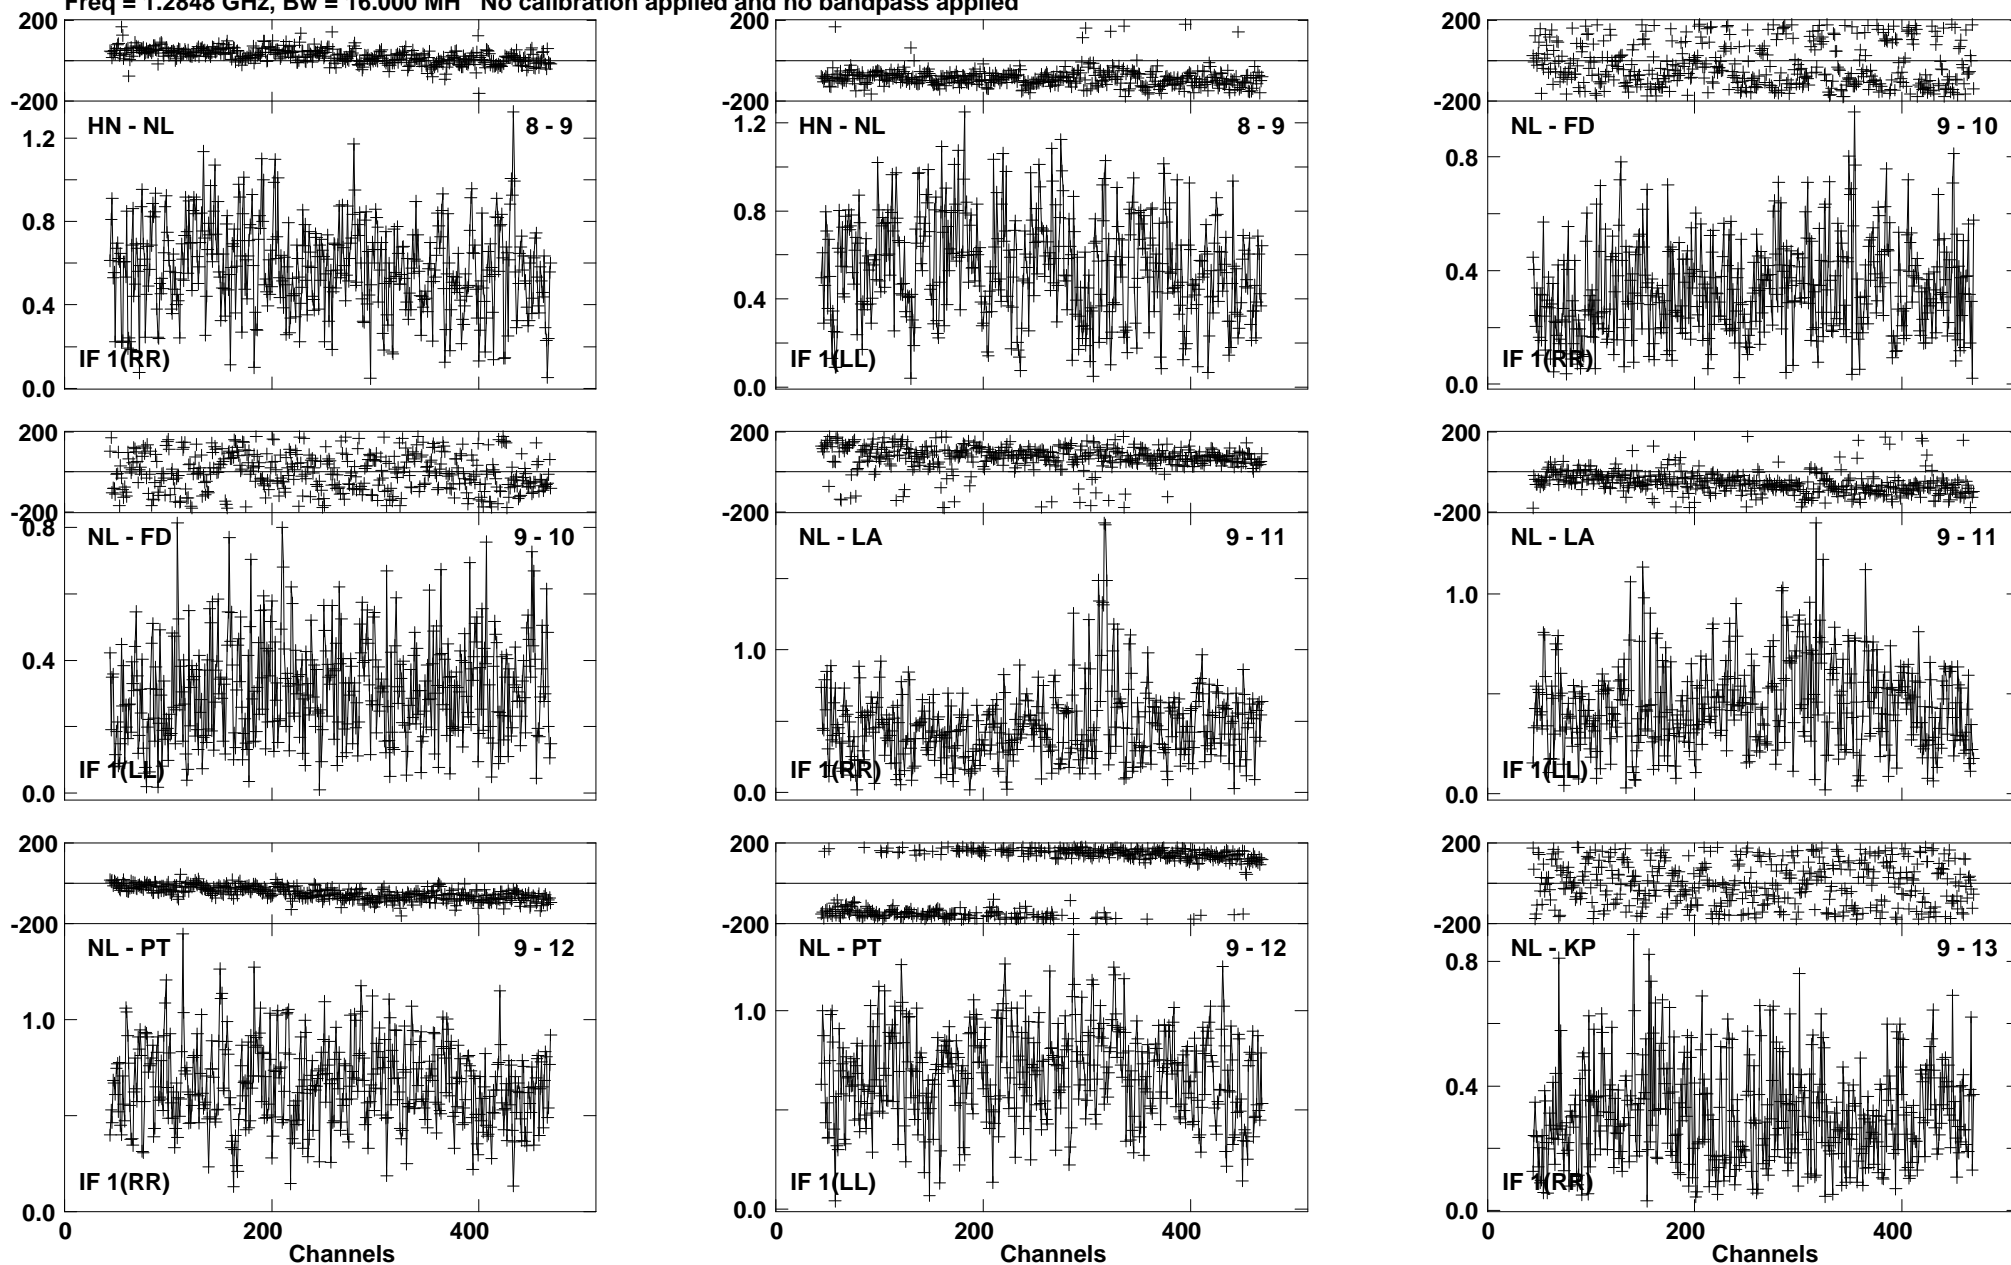 Freq = 1.2848 GHz, Bw = 16.000 MH No calibration applied and no bandpass applied
200 200 200
-200 -200 -200
HN - NL 8 - 9 HN - NL 8 - 9 NL - FD 9 - 10
1.2 1.2
0.8 0.8 0.8
0.4 0.4 0.4
IF 1(RR) IF 1(LL) IF 1(RR)
0.0 0.0 0.0
200 200 200
-200 -200 -200
0.8
NL - FD 9 - 10 NL - LA 9 - 11 NL - LA 9 - 11
0.4 1.0 1.0
IF 1(LL) IF 1(RR) IF 1(LL)
0.0 0.0 0.0
200 200 200
-200 -200 -200
NL - PT 9 - 12 NL - PT 9 - 12 NL - KP 9 - 13
1.0 1.0 0.8
0.4
IF 1(RR) IF 1(LL) IF 1(RR)
0.0 0.0 0.0
0 200 400 0 200 400 0 200 400
Channels Channels Channels